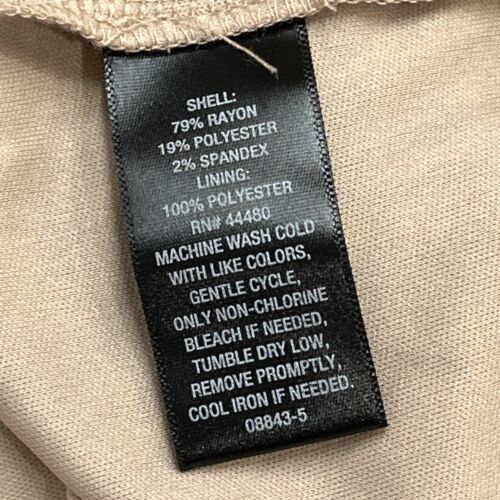 SHELL:
79% RAYON
19% POLYESTER
2% SPANDEX
LINING:
100% POLYESTER
RN# 44480
MACHINE WASH COLD
WITH LIKE COLORS,
GENTLE CYCLE,
ONLY NON-CHLORINE
BLEACH IF NEEDED,
TUMBLE DRY LOW,
REMOVE PROMPTLY,
COOL IRON IF NEEDED.
08843-5